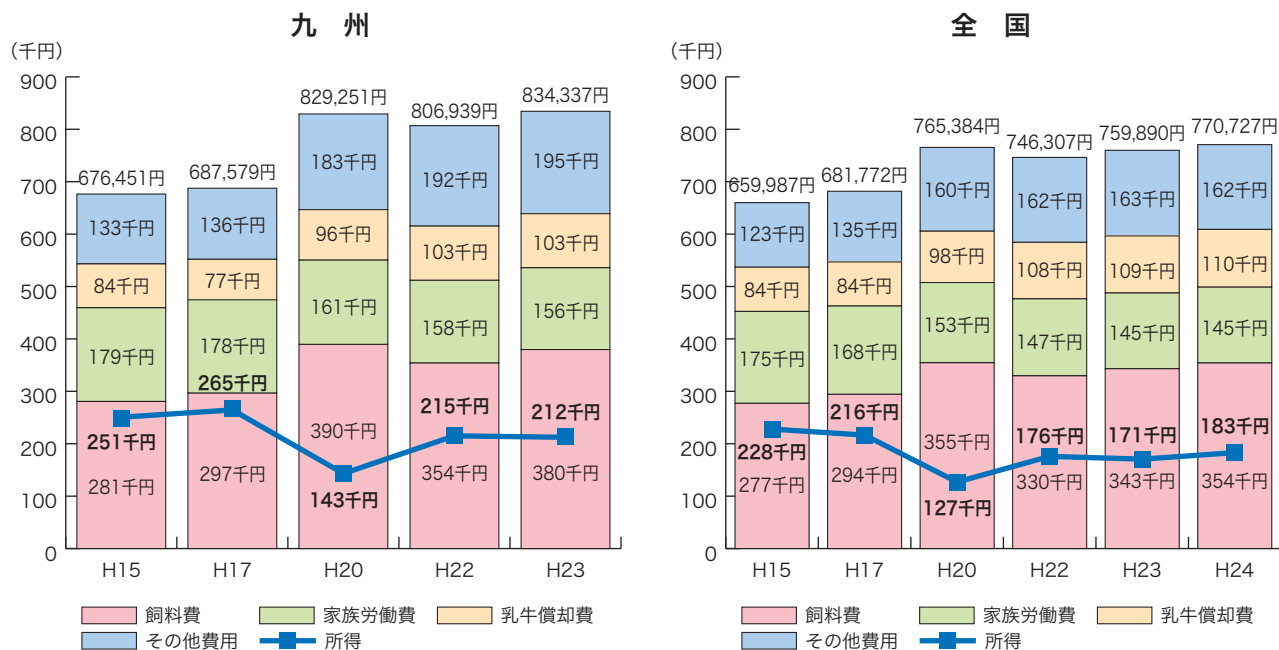 九 州
(千円)
900
800
700
600
500
400
300
200
100
0
676,451円
687,579円
829,251円
806,939円
834,337円
133千円
136千円
183千円
192千円
195千円
84千円
77千円
96千円
103千円
103千円
179千円
178千円
161千円
158千円
156千円
251千円
265千円
143千円
215千円
212千円
281千円
297千円
390千円
354千円
380千円
H15
H17
H20
H22
H23
飼料費
家族労働費
乳牛償却費
その他費用
所得
全 国
(千円)
900
800
700
600
500
400
300
200
100
0
659,987円
681,772円
765,384円
746,307円
759,890円
770,727円
123千円
135千円
160千円
162千円
163千円
162千円
84千円
84千円
98千円
108千円
109千円
110千円
175千円
168千円
153千円
147千円
145千円
145千円
228千円
216千円
127千円
176千円
171千円
183千円
277千円
294千円
355千円
330千円
343千円
354千円
H15
H17
H20
H22
H23
H24
飼料費
家族労働費
乳牛償却費
その他費用
所得